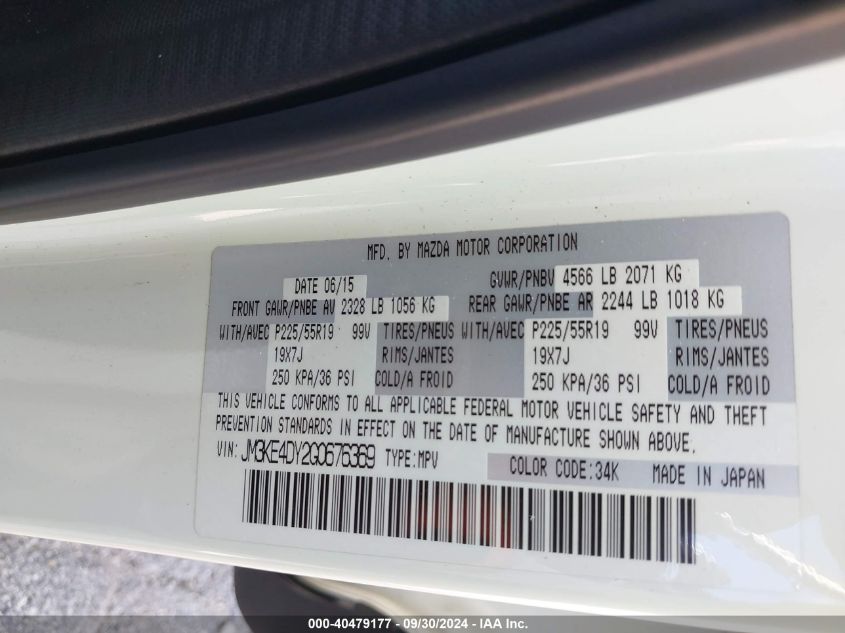 MFD. BY MAZDA MOTOR CORPORATION
DATE 06/15 GVWR/PNBV 4566 LB 2071 KG
FRONT GAWR/PNBE AV 2328 LB 1056 KG REAR GAWR/PNBE AR 2244 LB 1018 KG
WITH/AVEC P225/55R19 99V TIRES/PNEUS WITH/AVEC P225/55R19 99V TIRES/PNEUS
19X7J RIMS/JANTES 19X7J RIMS/JANTES
250 KPA/36 PSI COLD/A FROID 250 KPA/36 PSI COLD/A FROID
THIS VEHICLE CONFORMS TO ALL APPLICABLE FEDERAL MOTOR VEHICLE SAFETY AND THEFT
PREVENTION STANDARDS IN EFFECT ON THE DATE OF MANUFACTURE SHOWN ABOVE.
VIN: JM3KE4DY2G0676369 TYPE:MPV COLOR CODE:34K MADE IN JAPAN
000-40479177 - 09/30/2024 - IAA Inc.